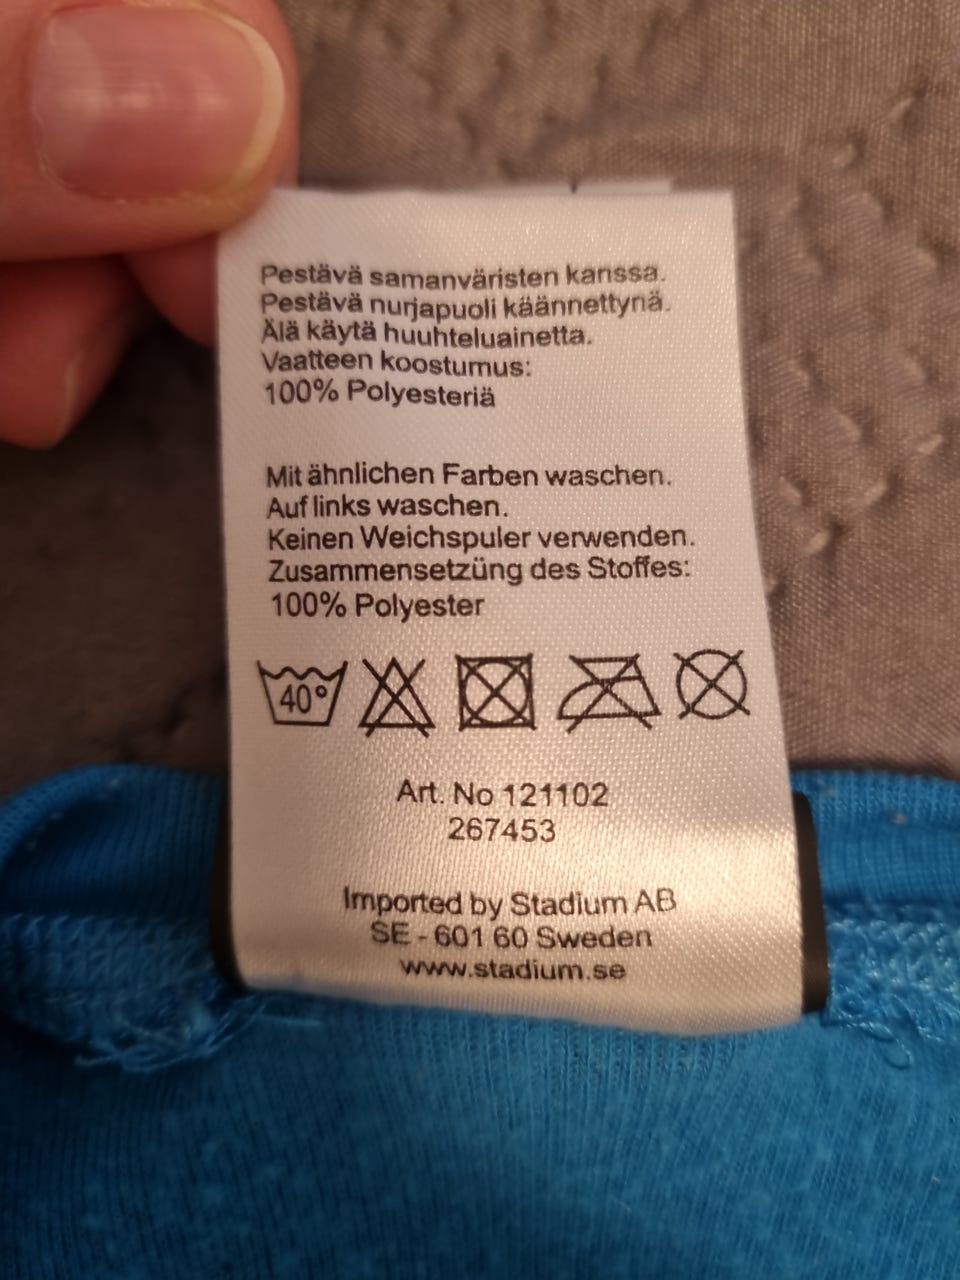 Pestävä samanväristen kanssa.
Pestävä nurjapuoli käännettynä.
Älä käytä huuhteluainetta.
Vaatteen koostumus:
100% Polyesteriä
Mit ähnlichen Farben waschen.
Auf links waschen.
Keinen Weichspuler verwenden.
Zusammensetzüng des Stoffes:
100% Polyester
40°
Art. No 121102
267453
Imported by Stadium AB
SE - 601 60 Sweden
www.stadium.se